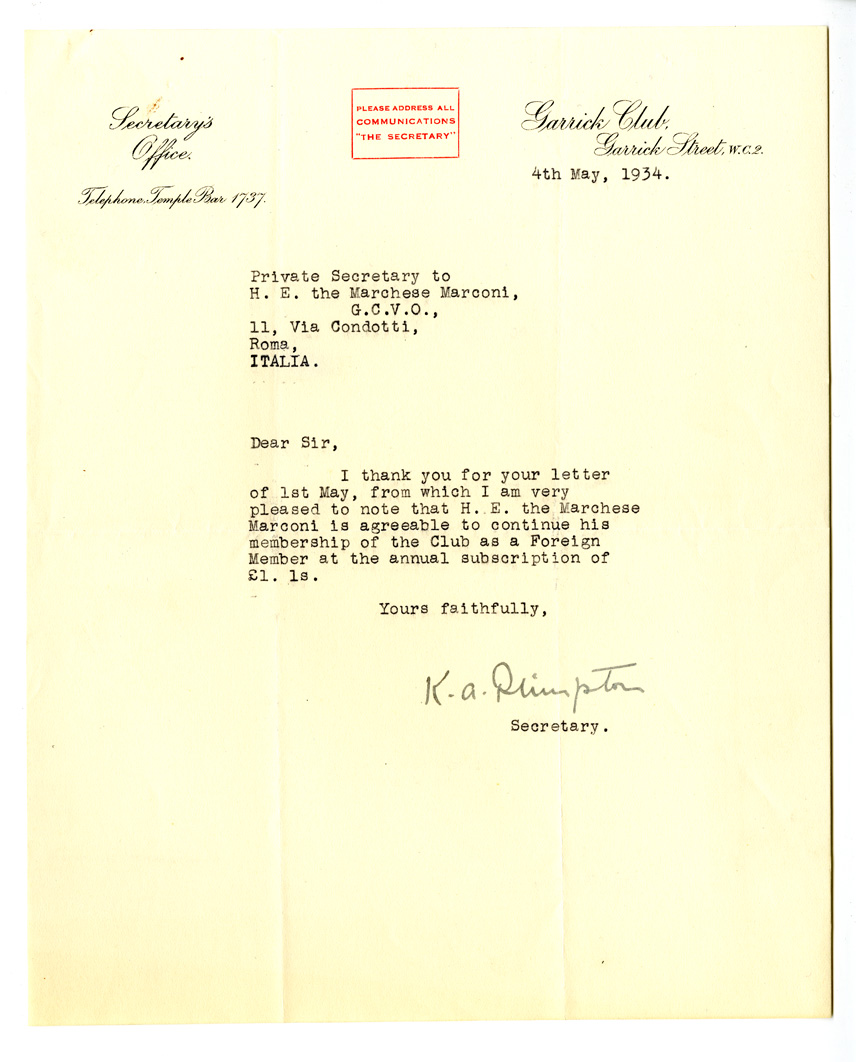 Secretary's
Office.
Telephone. Temple Bar 1737.
PLEASE ADDRESS ALL
COMMUNICATIONS
"THE SECRETARY"
Garrick Club,
Garrick Street, W.C.2.
4th May, 1934.
Private Secretary to
H. E. the Marchese Marconi,
G.C.V.O.,
11, Via Condotti,
Roma,
ITALIA.
Dear Sir,
I thank you for your letter
of 1st May, from which I am very
pleased to note that H. E. the Marchese
Marconi is agreeable to continue his
membership of the Club as a Foreign
Member at the annual subscription of
£1. 1s.
Yours faithfully,
K. A. Plimpton
Secretary.